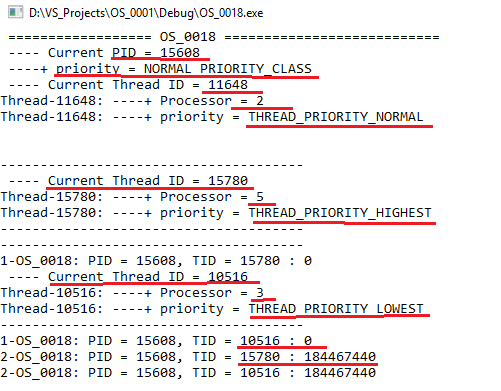 D:\VS_Projects\OS_0001\Debug\OS_0018.exe
================== OS_0018 ===========================
---- Current PID = 15608
----+ priority = NORMAL_PRIORITY_CLASS
---- Current Thread ID = 11648
Thread-11648: ----+ Processor = 2
Thread-11648: ----+ priority = THREAD_PRIORITY_NORMAL
--------------------------------------
---- Current Thread ID = 15780
Thread-15780: ----+ Processor = 5
Thread-15780: ----+ priority = THREAD_PRIORITY_HIGHEST
--------------------------------------
--------------------------------------
1-OS_0018: PID = 15608, TID = 15780 : 0
---- Current Thread ID = 10516
Thread-10516: ----+ Processor = 3
Thread-10516: ----+ priority = THREAD_PRIORITY_LOWEST
--------------------------------------
1-OS_0018: PID = 15608, TID = 10516 : 0
2-OS_0018: PID = 15608, TID = 15780 : 184467440
2-OS_0018: PID = 15608, TID = 10516 : 184467440